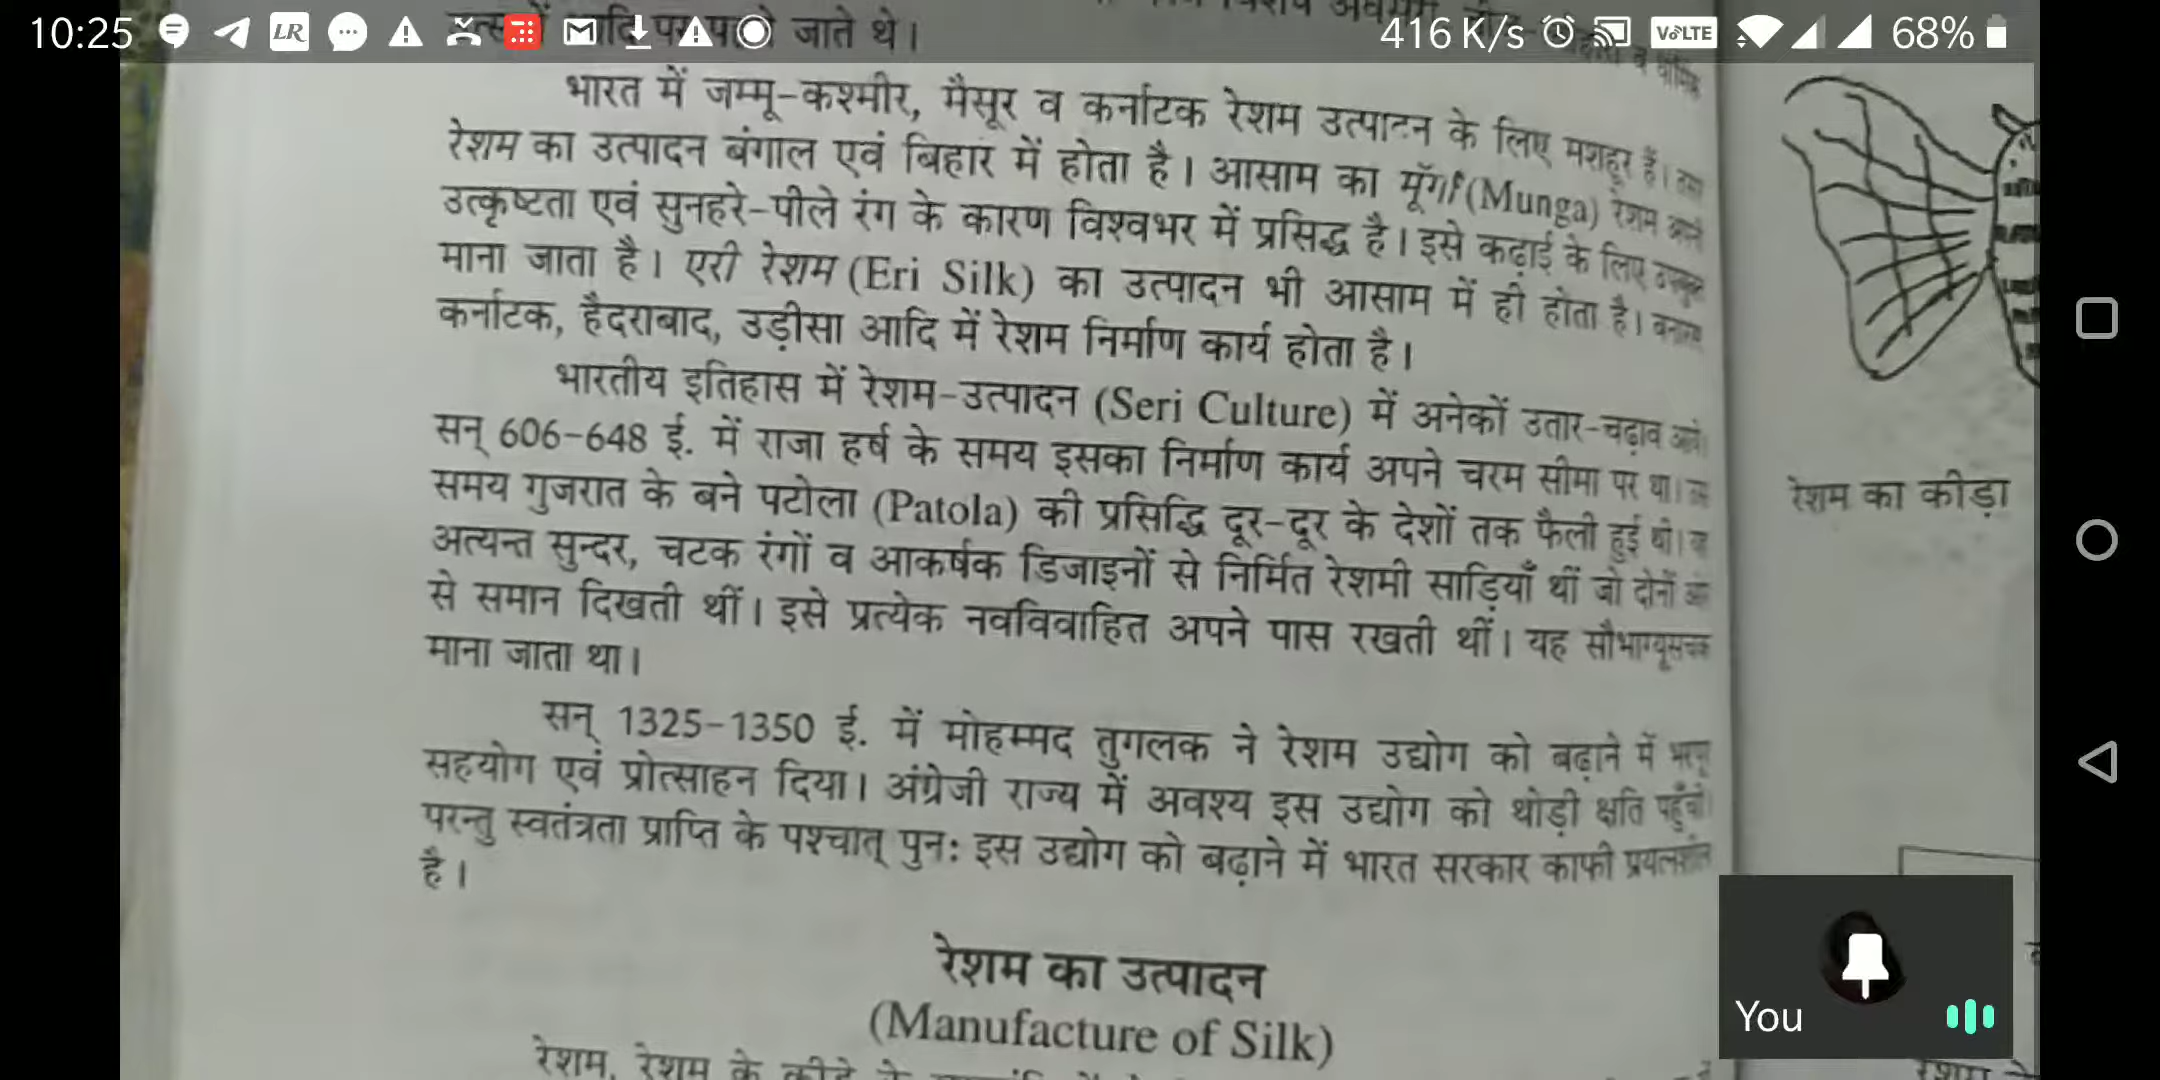 10:25
416 K/s
VoLTE
68%
जाते थे।
भारत में जम्मू-कश्मीर, मैसूर व कर्नाटक रेशम उत्पादन के लिए मशहूर हैं।
रेशम का उत्पादन बंगाल एवं बिहार में होता है। आसाम का मूँगा (Munga) रेशम अपने
उत्कृष्टता एवं सुनहरे-पीले रंग के कारण विश्वभर में प्रसिद्ध है। इसे कढ़ाई के लिए उपयुक्त
माना जाता है। एरी रेशम (Eri Silk) का उत्पादन भी आसाम में ही होता है।
कर्नाटक, हैदराबाद, उड़ीसा आदि में रेशम निर्माण कार्य होता है।
भारतीय इतिहास में रेशम-उत्पादन (Seri Culture) में अनेकों उतार-चढ़ाव आये।
सन् 606-648 ई. में राजा हर्ष के समय इसका निर्माण कार्य अपने चरम सीमा पर था।
समय गुजरात के बने पटोला (Patola) की प्रसिद्धि दूर-दूर के देशों तक फैली हुई थी।
अत्यन्त सुन्दर, चटक रंगों व आकर्षक डिजाइनों से निर्मित रेशमी साड़ियाँ थीं जो दोनों
से समान दिखती थीं। इसे प्रत्येक नवविवाहित अपने पास रखती थीं। यह सौभाग्यसूचक
माना जाता था।
सन् 1325-1350 ई. में मोहम्मद तुगलक ने रेशम उद्योग को बढ़ाने में
सहयोग एवं प्रोत्साहन दिया। अंग्रेजी राज्य में अवश्य इस उद्योग को थोड़ी क्षति पहुँची।
परन्तु स्वतंत्रता प्राप्ति के पश्चात् पुनः इस उद्योग को बढ़ाने में भारत सरकार काफी प्रयत्नशील
है।
रेशम का उत्पादन
(Manufacture of Silk)
रेशम, रेशम के कीड़े
रेशम का कीड़ा
You